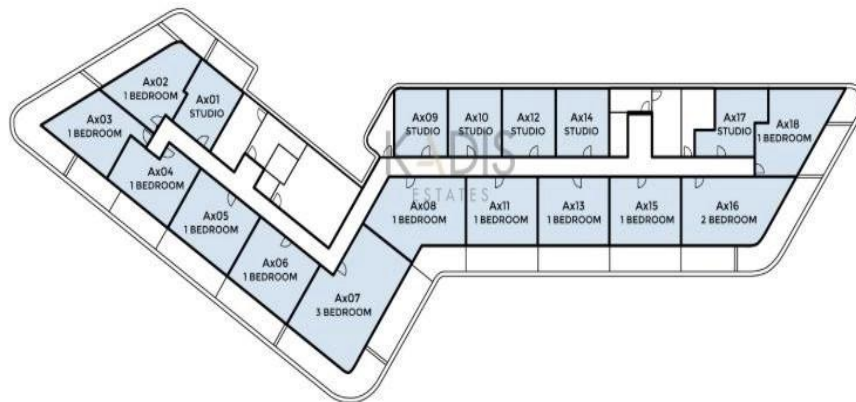 Ax02
1 BEDROOM
Ax01
STUDIO
Ax03
1 BEDROOM
Ax04
1 BEDROOM
Ax05
1 BEDROOM
Ax06
1 BEDROOM
Ax07
3 BEDROOM
Ax09
STUDIO
Ax10
STUDIO
Ax12
STUDIO
Ax14
STUDIO
Ax17
STUDIO
Ax18
1 BEDROOM
KADIS
ESTATES
Ax08
1 BEDROOM
Ax11
1 BEDROOM
Ax13
1 BEDROOM
Ax15
1 BEDROOM
Ax16
2 BEDROOM